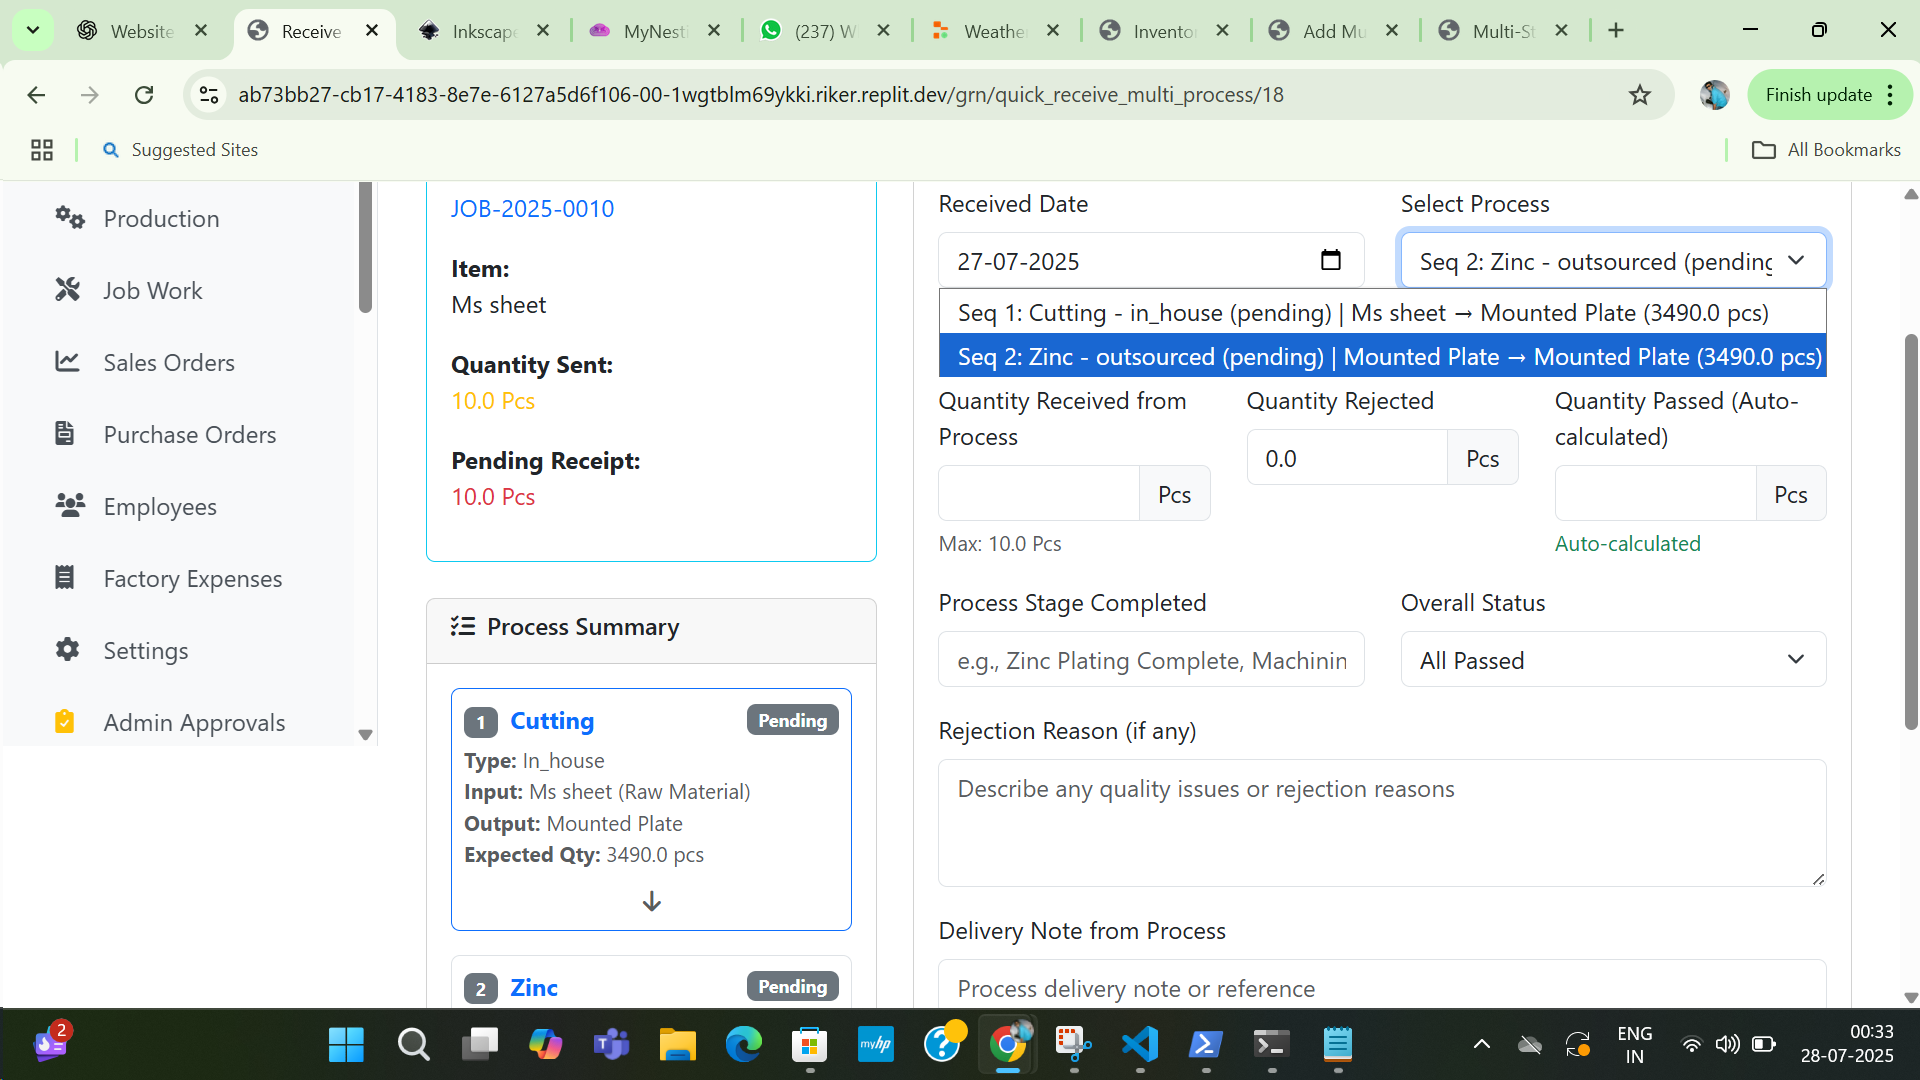 Website
Receive
Inkscap
MyNesti
(237) W
Weathe
Invento
Add Mu
Multi-St
ab73bb27-cb17-4183-8e7e-6127a5d6f106-00-1wgtblm69ykki.riker.replit.dev/grn/quick_receive_multi_process/18
Finish update
Suggested Sites
All Bookmarks
Production
Job Work
Sales Orders
Purchase Orders
Employees
Factory Expenses
Settings
Admin Approvals
JOB-2025-0010
Item:
Ms sheet
Quantity Sent:
10.0 Pcs
Pending Receipt:
10.0 Pcs
Process Summary
1 Cutting Pending
Type: In_house
Input: Ms sheet (Raw Material)
Output: Mounted Plate
Expected Qty: 3490.0 pcs
2 Zinc Pending
Received Date
27-07-2025
Select Process
Seq 2: Zinc - outsourced (pending
Seq 1: Cutting - in_house (pending) | Ms sheet → Mounted Plate (3490.0 pcs)
Seq 2: Zinc - outsourced (pending) | Mounted Plate → Mounted Plate (3490.0 pcs)
Quantity Received from
Process
Pcs
Max: 10.0 Pcs
Quantity Rejected
0.0 Pcs
Quantity Passed (Auto-
calculated)
Pcs
Auto-calculated
Process Stage Completed
e.g., Zinc Plating Complete, Machinin
Overall Status
All Passed
Rejection Reason (if any)
Describe any quality issues or rejection reasons
Delivery Note from Process
Process delivery note or reference
2
myhp
ENG
IN
00:33
28-07-2025